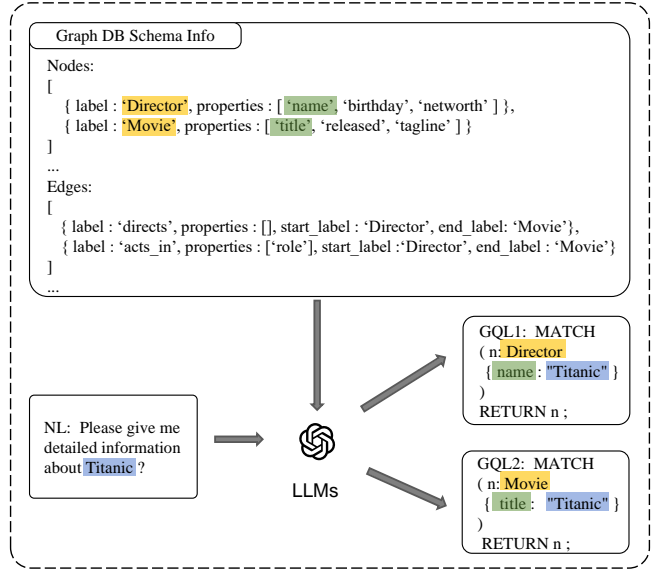 Graph DB Schema Info
Nodes:
[
{ label : ‘Director’, properties : [ ‘name’, ‘birthday’, ‘networth’ ] },
{ label : ‘Movie’, properties : [ ‘title’, ‘released’, ‘tagline’ ] }
]
...
Edges:
[
{ label : ‘directs’, properties : [], start_label : ‘Director’, end_label: ‘Movie’},
{ label : ‘acts_in’, properties : [‘role’], start_label :‘Director’, end_label : ‘Movie’}
]
...
NL: Please give me
detailed information
about Titanic ?
LLMs
GQL1: MATCH
( n: Director
{ name : "Titanic" }
)
RETURN n ;
GQL2: MATCH
( n: Movie
{ title : "Titanic" }
)
RETURN n ;